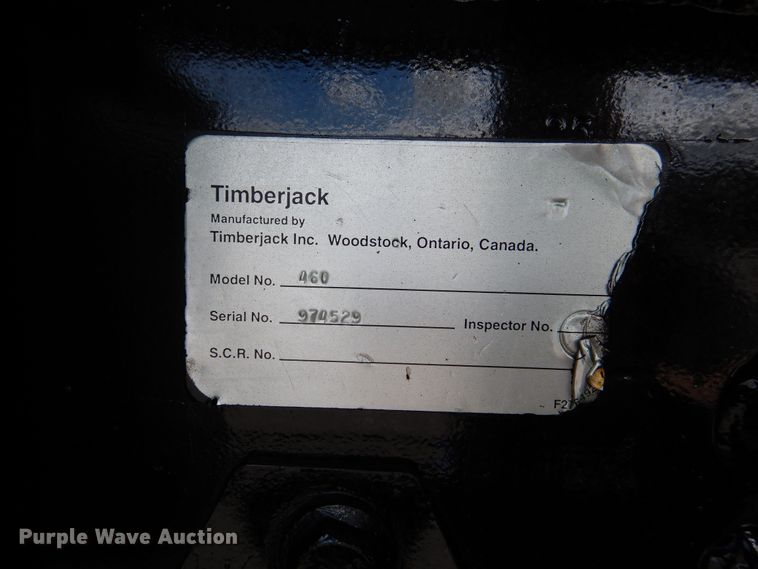 Timberjack
Manufactured by
Timberjack Inc. Woodstock, Ontario, Canada.
Model No. 460
Serial No. 974529 Inspector No.
S.C.R. No.
Purple Wave Auction